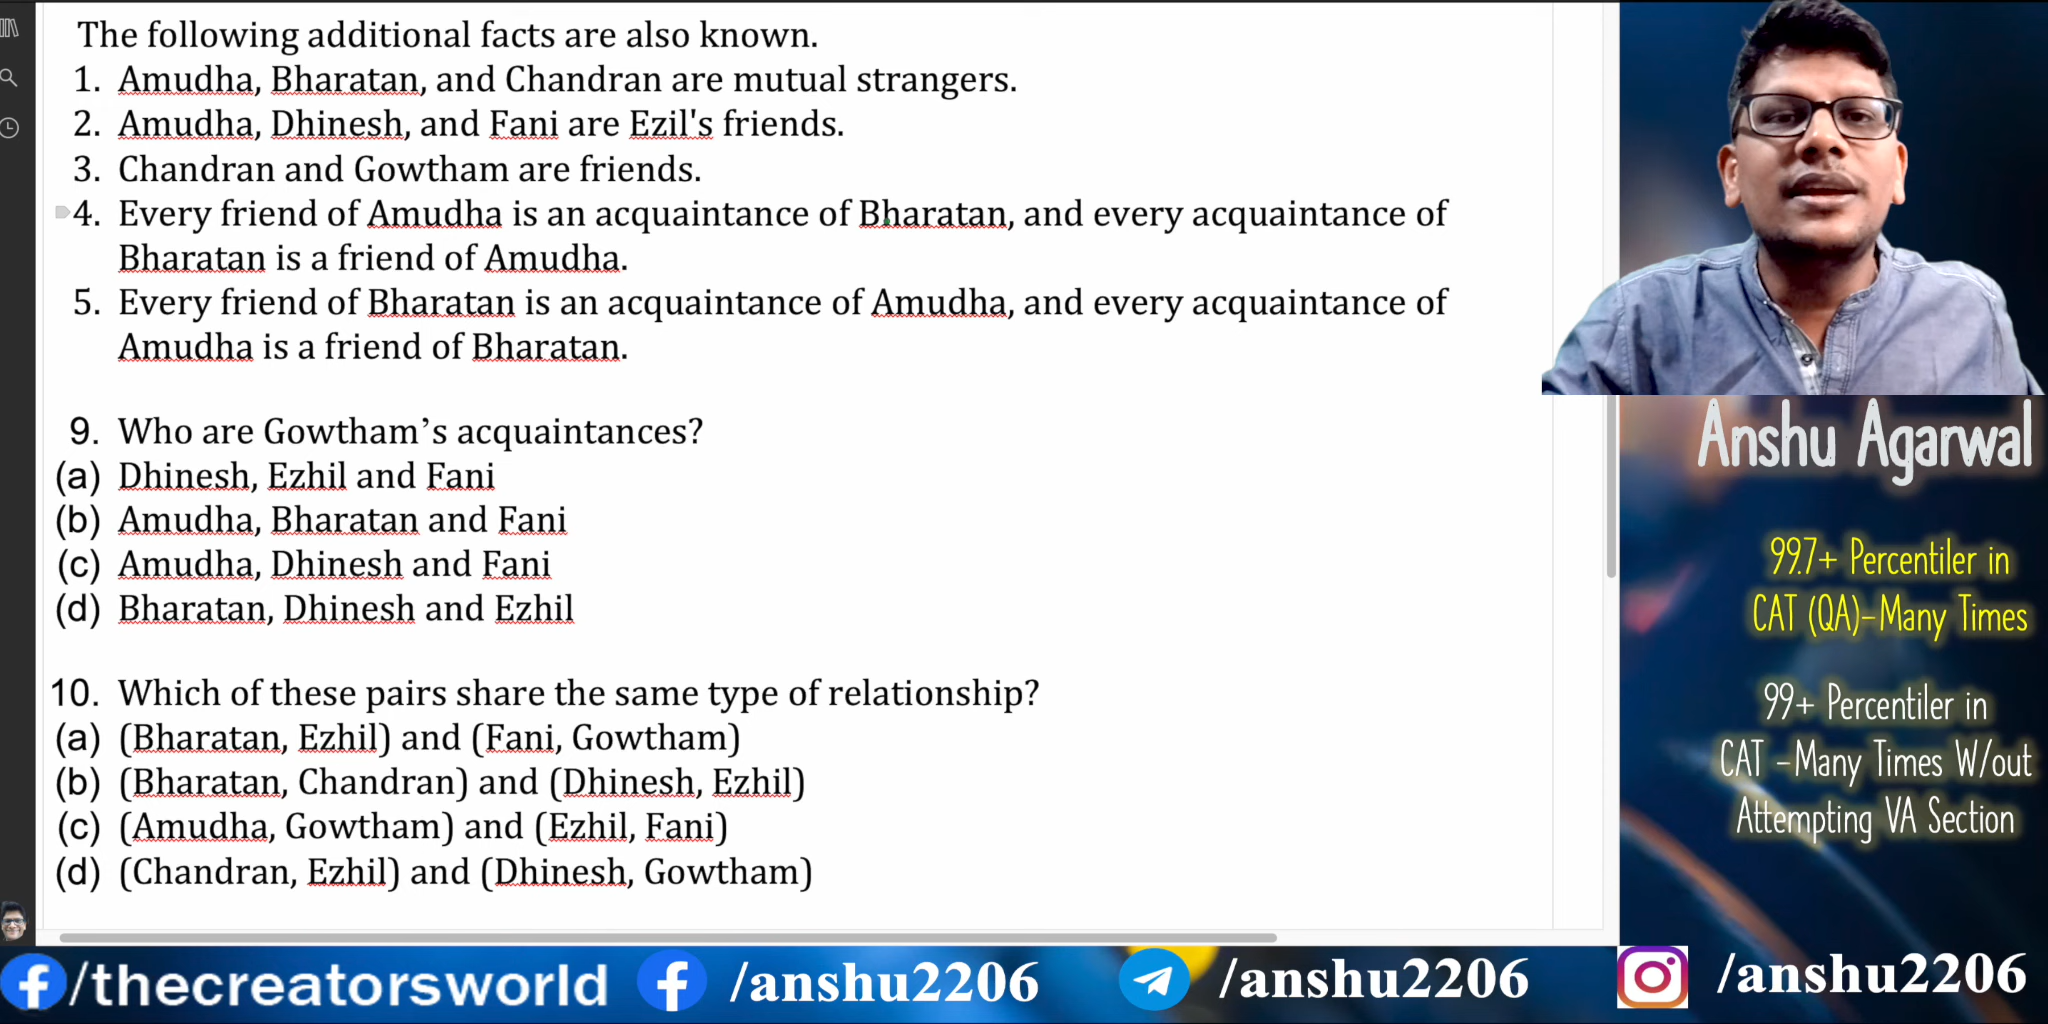 The following additional facts are also known.
1. Amudha, Bharatan, and Chandran are mutual strangers.
2. Amudha, Dhinesh, and Fani are Ezil's friends.
3. Chandran and Gowtham are friends.
4. Every friend of Amudha is an acquaintance of Bharatan, and every acquaintance of
Bharatan is a friend of Amudha.
5. Every friend of Bharatan is an acquaintance of Amudha, and every acquaintance of
Amudha is a friend of Bharatan.
9. Who are Gowtham's acquaintances?
(a) Dhinesh, Ezhil and Fani
(b) Amudha, Bharatan and Fani
(c) Amudha, Dhinesh and Fani
(d) Bharatan, Dhinesh and Ezhil
10. Which of these pairs share the same type of relationship?
(a) (Bharatan, Ezhil) and (Fani, Gowtham)
(b) (Bharatan, Chandran) and (Dhinesh, Ezhil)
(c) (Amudha, Gowtham) and (Ezhil, Fani)
(d) (Chandran, Ezhil) and (Dhinesh, Gowtham)
Anshu Agarwal
99.7+ Percentiler in
CAT (QA)-Many Times
99+ Percentiler in
CAT -Many Times W/out
Attempting VA Section
/thecreatorsworld
/anshu2206
/anshu2206
/anshu2206